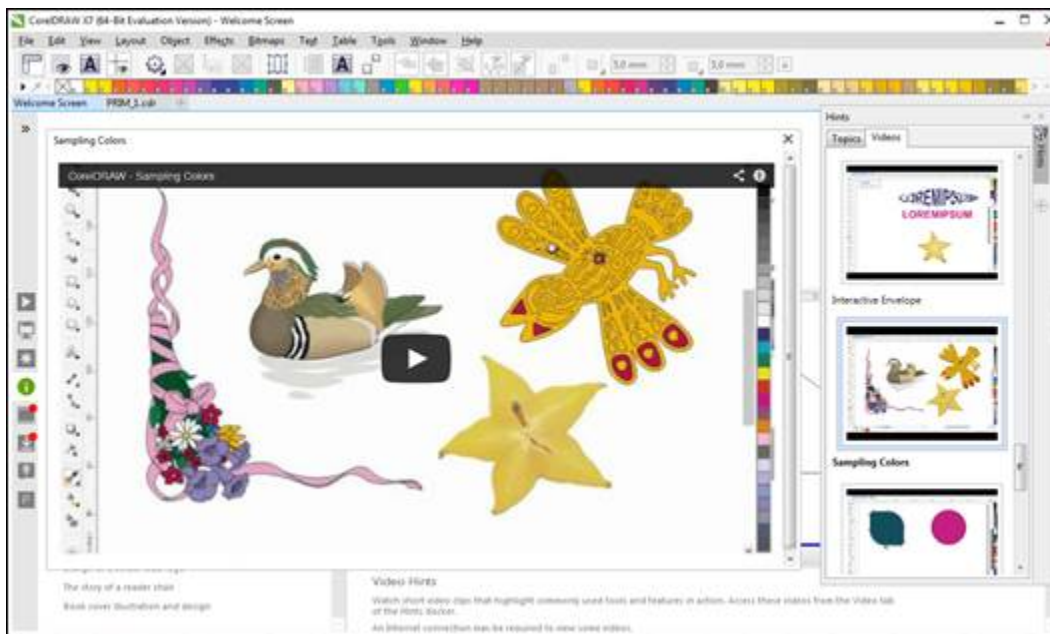 CorelDRAW X7 (64-Bit Evaluation Version) - Welcome Screen
File Edit View Layout Object Effects Bitmaps Text Table Tools Window Help
5,0 mm 5,0 mm
Welcome Screen PRIM_1.cdr
Hints
Topics Videos
Hints
Sampling Colors
CorelDRAW - Sampling Colors
LOREMIPSUM
LOREMIPSUM
Interactive Envelope
Sampling Colors
The story of a reader chair
Book cover illustration and design
Video Hints
Watch short video clips that highlight commonly used tools and features in action. Access these videos from the Video tab
of the Hints docker.
An Internet connection may be required to view some videos.